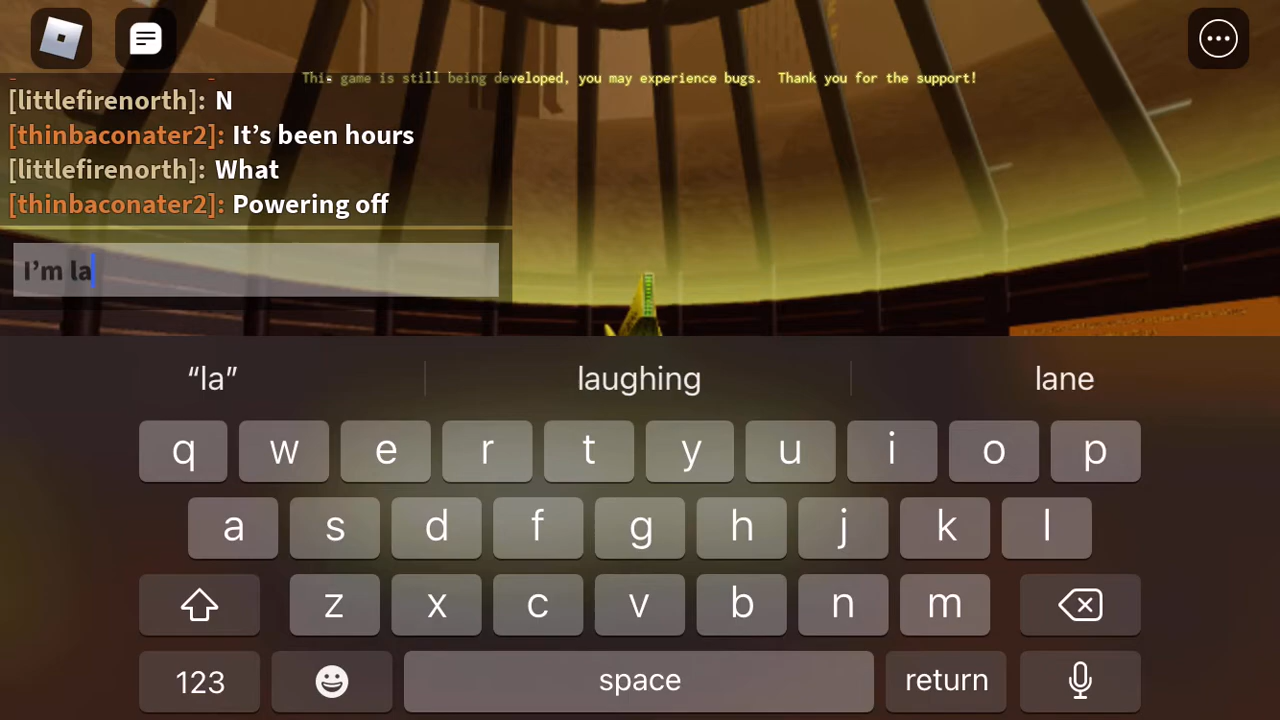 This game is still being developed, you may experience bugs. Thank you for the support!
[littlefirenorth]: N
[thinbaconater2]: It’s been hours
[littlefirenorth]: What
[thinbaconater2]: Powering off
I’m la
“la” laughing lane
q w e r t y u i o p
a s d f g h j k l
z x c v b n m
123 space return